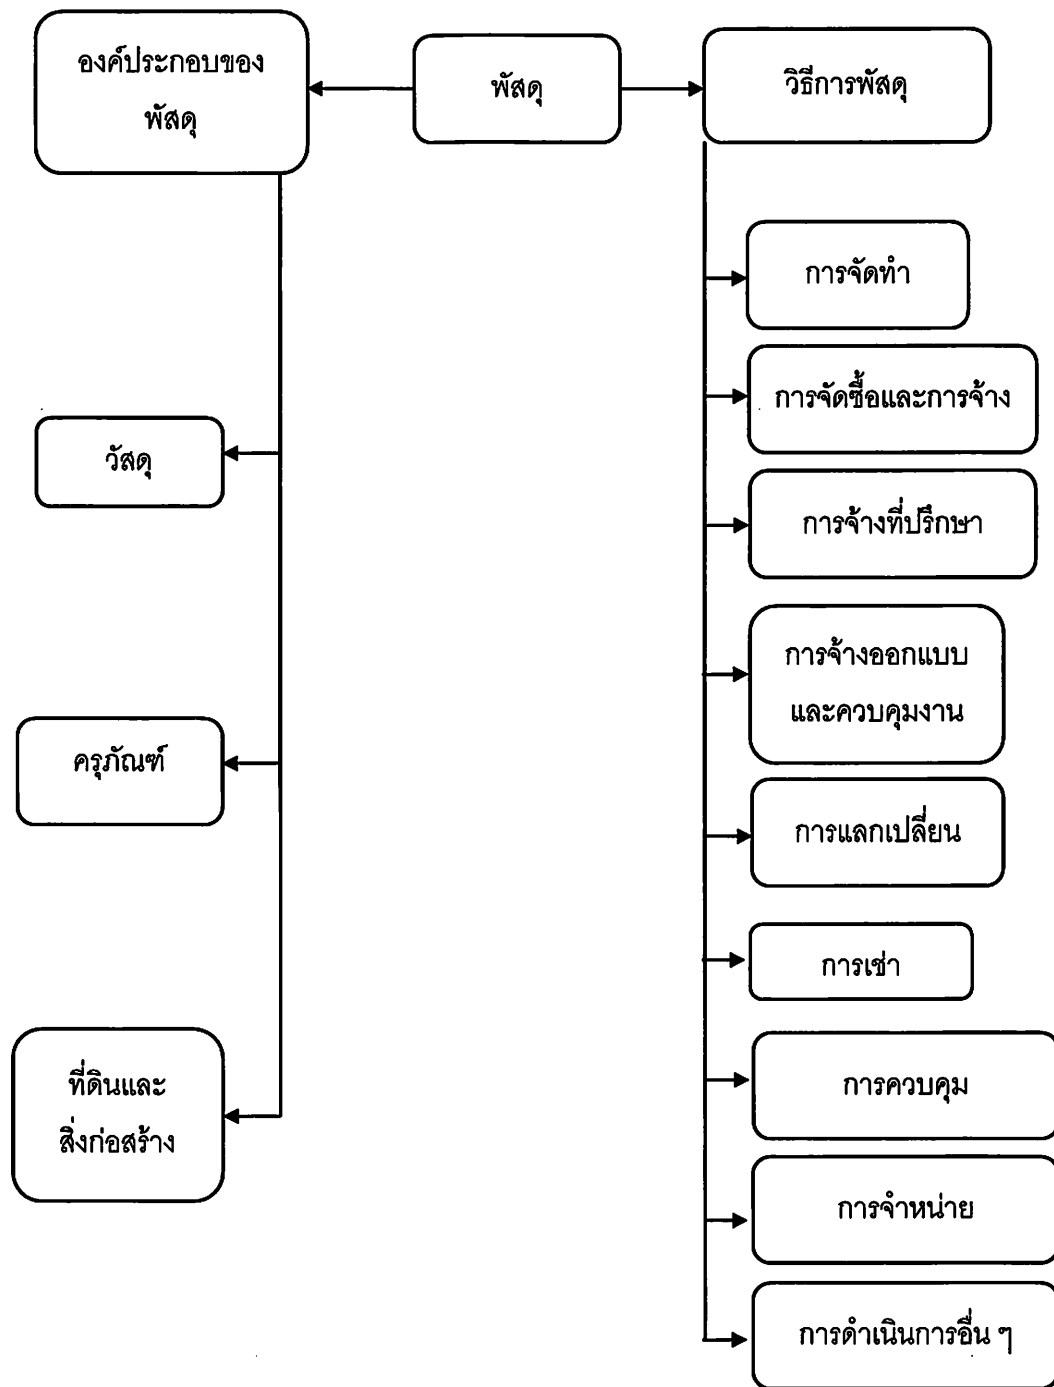 องค์ประกอบของ
พัสดุ
พัสดุ
วิธีการพัสดุ
วัสดุ
ครุภัณฑ์
ที่ดินและ
สิ่งก่อสร้าง
การจัดทำ
การจัดซื้อและการจ้าง
การจ้างที่ปรึกษา
การจ้างออกแบบ
และควบคุมงาน
การแลกเปลี่ยน
การเช่า
การควบคุม
การจำหน่าย
การดำเนินการอื่น ๆ